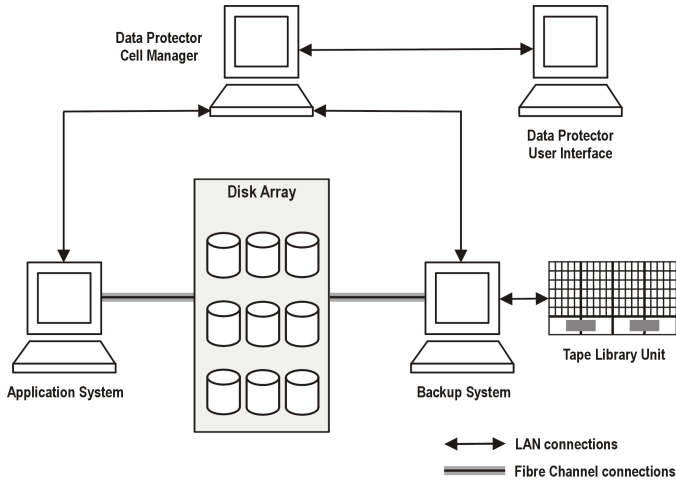 Data Protector
Cell Manager
Data Protector
User Interface
Disk Array
Application System
Backup System
Tape Library Unit
LAN connections
Fibre Channel connections